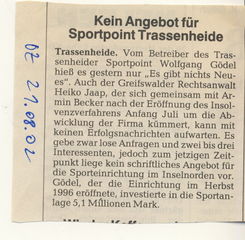 OZ 21.08.02
Kein Angebot für
Sportpoint Trassenheide
Trassenheide. Vom Betreiber des Tras-
senheider Sportpoint Wolfgang Gödel
hieß es gestern nur „Es gibt nichts Neu-
es“. Auch der Greifswalder Rechtsanwalt
Heiko Jaap, der sich gemeinsam mit Ar-
min Becker nach der Eröffnung des Insol-
venzverfahrens Anfang Juli um die Ab-
wicklung der Firma kümmert, kann mit
keinen Erfolgsnachrichten aufwarten. Es
gebe zwar lose Anfragen und zwei bis drei
Interessenten, jedoch zum jetzigen Zeit-
punkt liege kein schriftliches Angebot für
die Sporteinrichtung im Inselnorden vor.
Gödel, der die Einrichtung im Herbst
1996 eröffnete, investierte in die Sportan-
lage 5,1 Millionen Mark.